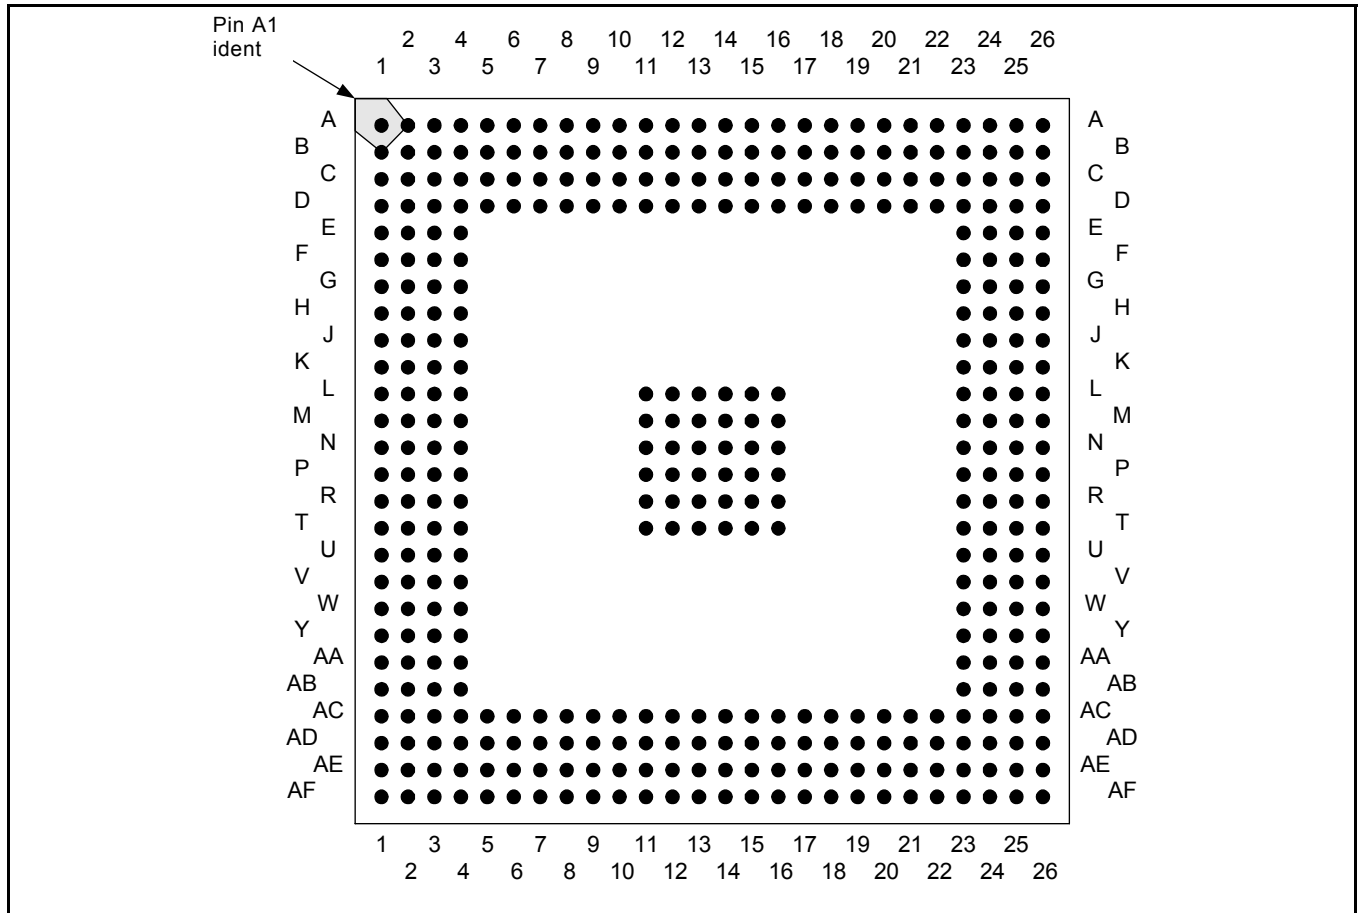 Pin A1
ident
2 4 6 8 10 12 14 16 18 20 22 24 26
1 3 5 7 9 11 13 15 17 19 21 23 25
A A
B B
C C
D D
E E
F F
G G
H H
J J
K K
L L
M M
N N
P P
R R
T T
U U
V V
W W
Y Y
AA AA
AB AB
AC AC
AD AD
AE AE
AF AF
1 3 5 7 9 11 13 15 17 19 21 23 25
2 4 6 8 10 12 14 16 18 20 22 24 26